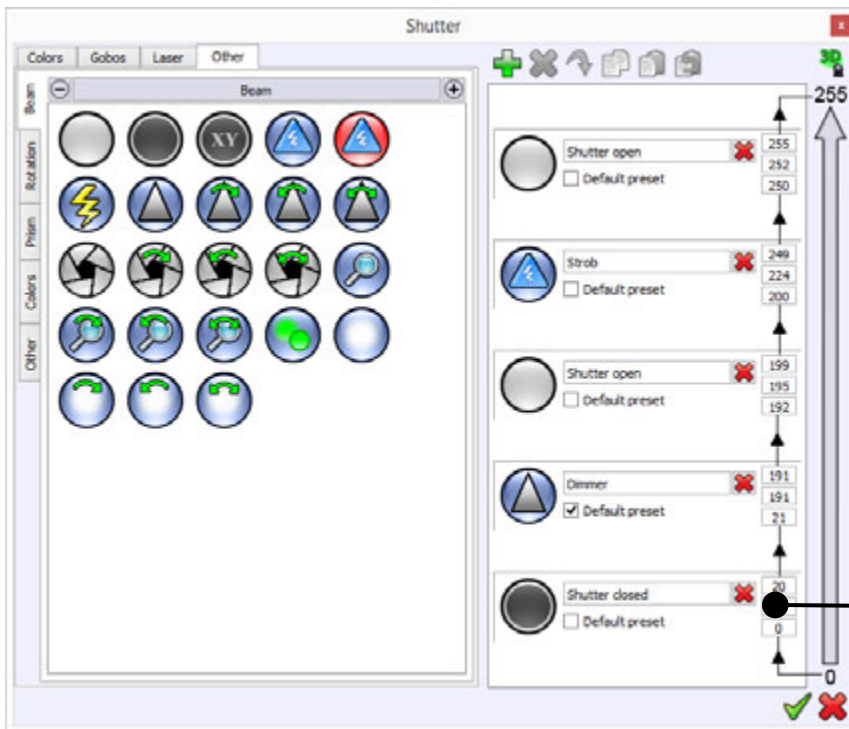 Shutter
x
Colors Gobos Laser Other
3D
Beam
Rotation
Prism
Colors
Other
Beam
XY
255
Shutter open
Default preset
255
252
250
Strob
Default preset
249
224
200
Shutter open
Default preset
199
195
192
Dimmer
Default preset
191
191
21
Shutter closed
Default preset
20
0
0